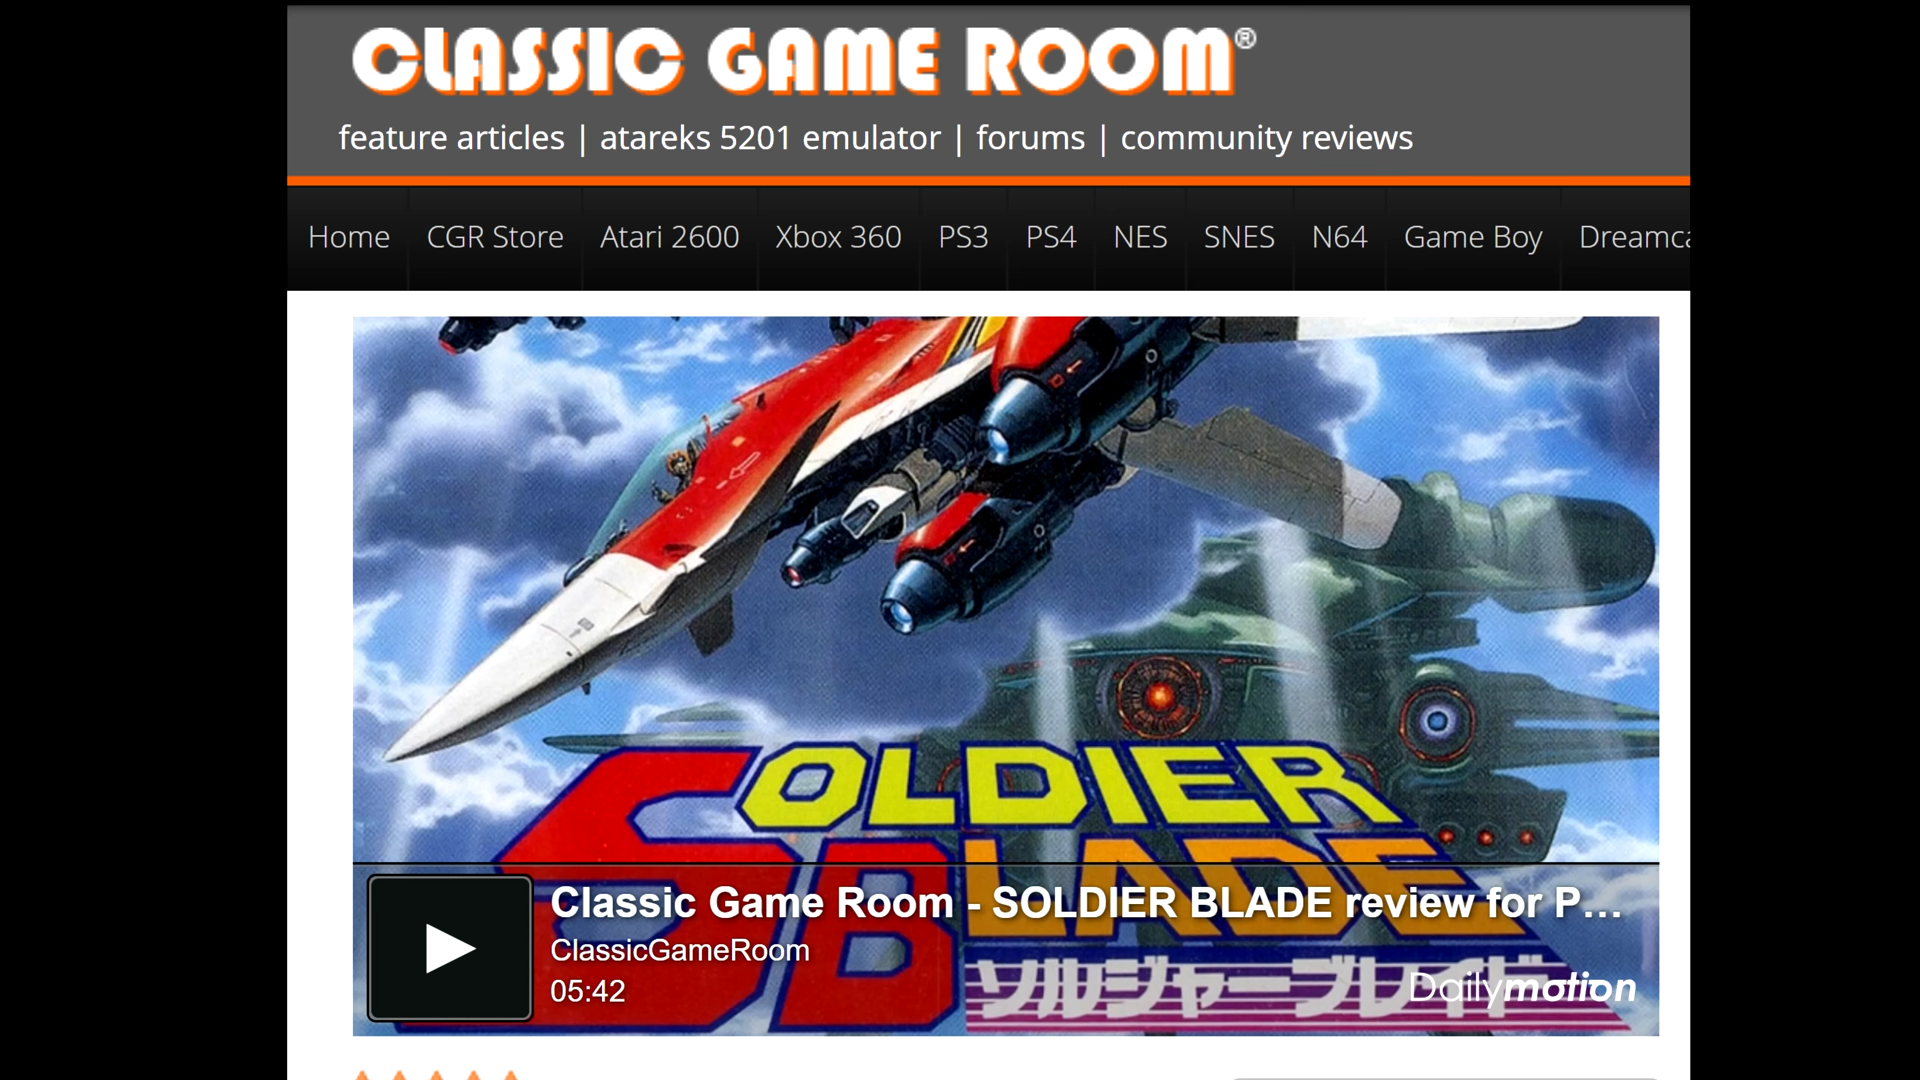 CLASSIC GAME ROOM®
feature articles | atareks 5201 emulator | forums | community reviews
Home CGR Store Atari 2600 Xbox 360 PS3 PS4 NES SNES N64 Game Boy Dreamca
SOLDIER
BLADE
Classic Game Room - SOLDIER BLADE review for P...
ClassicGameRoom
05:42
ソルジャーブレイド
Dailymotion